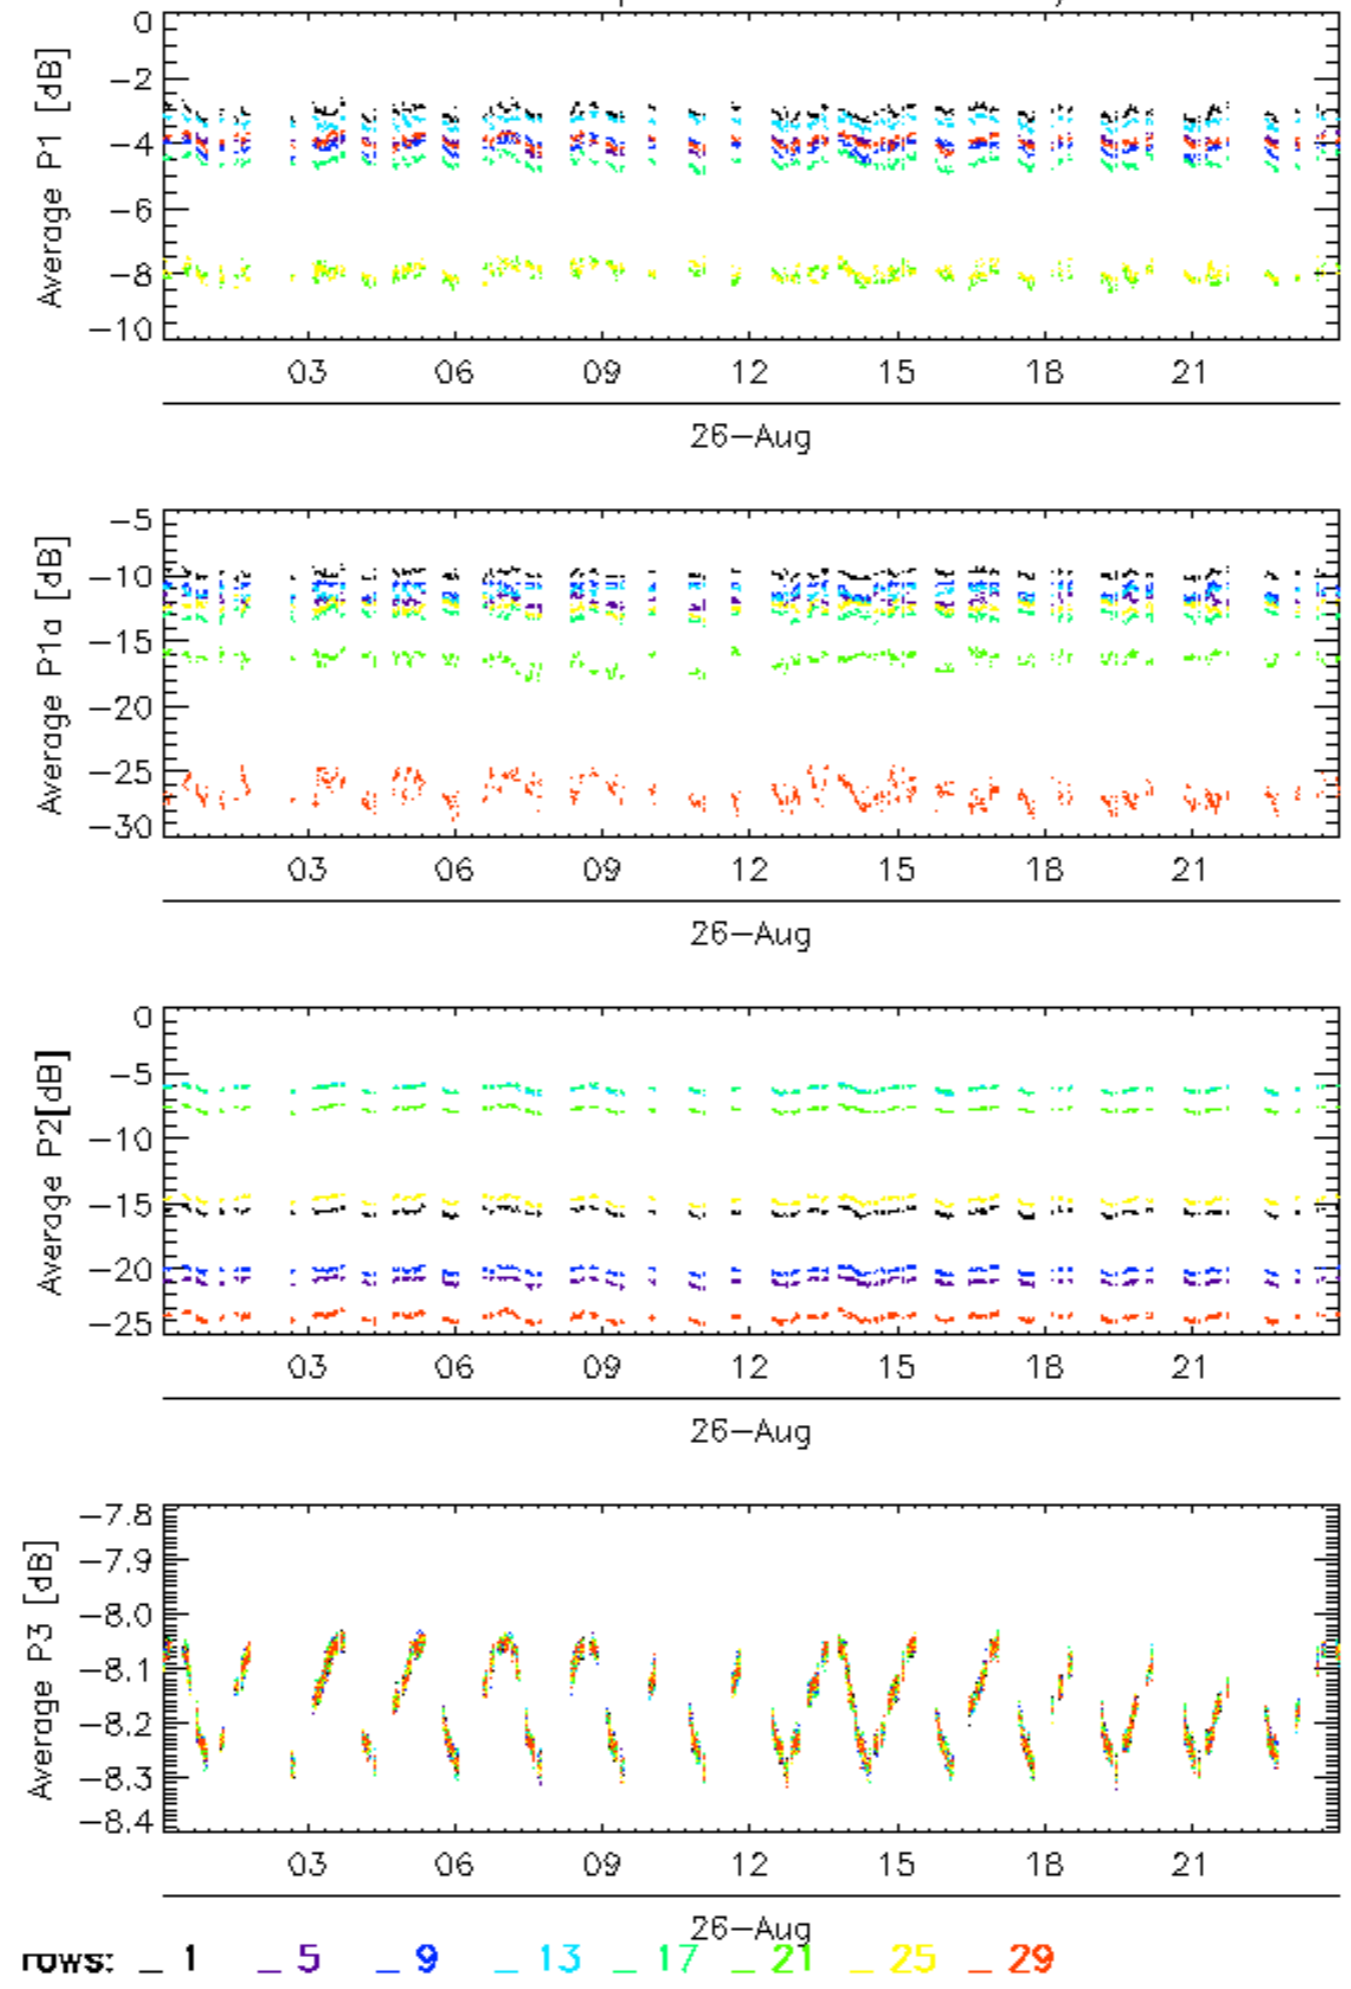 Average P1 [dB]
0
−2
−4
−6
−8
−10
03 06 09 12 15 18 21
26−Aug
Average P1a [dB]
−5
−10
−15
−20
−25
−30
03 06 09 12 15 18 21
26−Aug
Average P2[dB]
0
−5
−10
−15
−20
−25
03 06 09 12 15 18 21
26−Aug
Average P3 [dB]
−7.8
−7.9
−8.0
−8.1
−8.2
−8.3
−8.4
03 06 09 12 15 18 21
26−Aug
rows: _ 1 _ 5 _ 9 _ 13 _ 17 _ 21 _ 25 _ 29